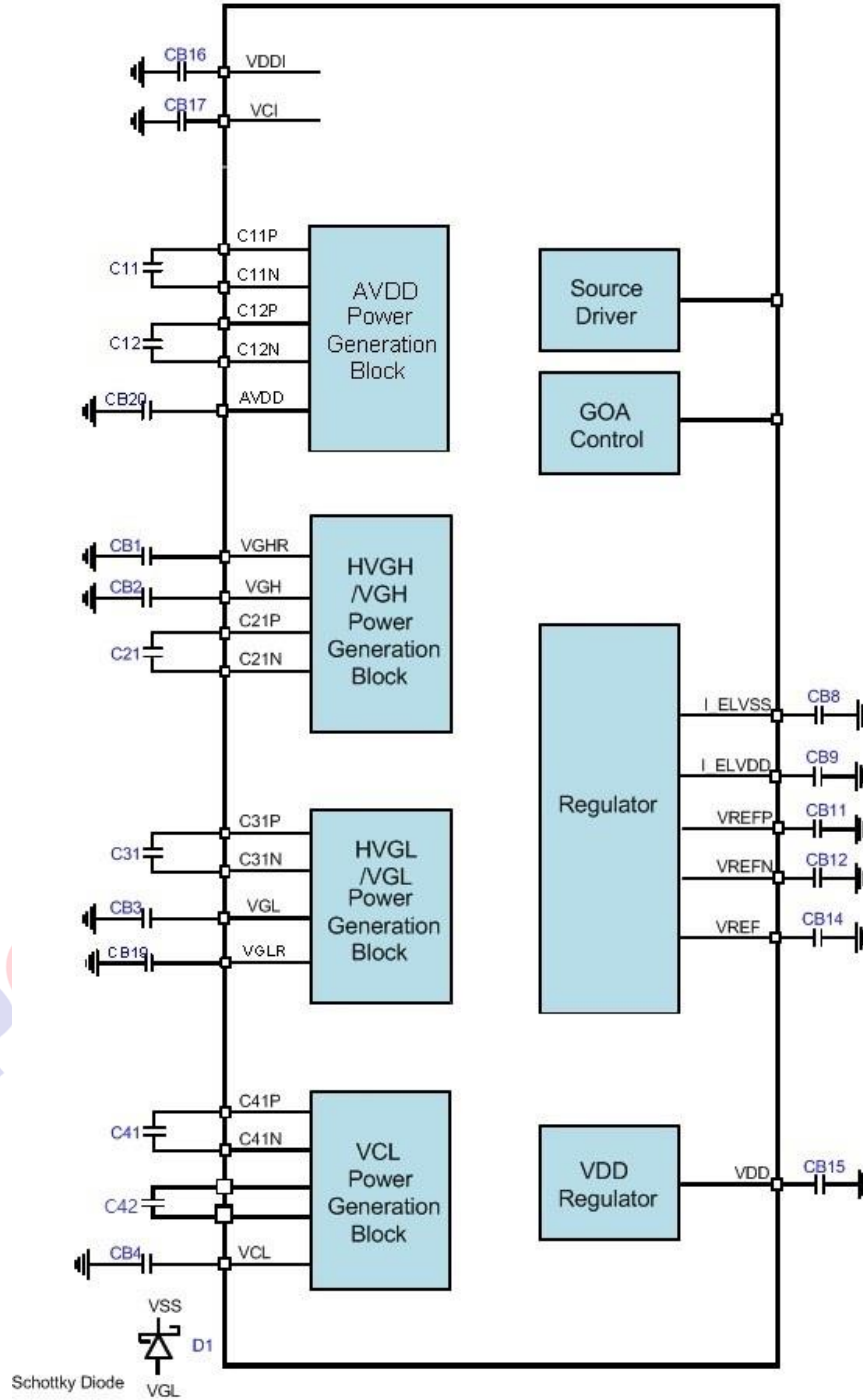 CB16
VDDI
CB17
VCI
C11P
C11
C11N
C12P
C12
C12N
CB20
AVDD
AVDD
Power
Generation
Block
Source
Driver
GOA
Control
CB1
VGHR
CB2
VGH
C21P
C21
C21N
HVGH
/VGH
Power
Generation
Block
C31P
C31
C31N
CB3
VGL
CB19
VGLR
HVGL
/VGL
Power
Generation
Block
Regulator
I_ELVSS
CB8
I_ELVDD
CB9
VREFP
CB11
VREFN
CB12
VREF
CB14
C41P
C41
C41N
C42
CB4
VCL
VCL
Power
Generation
Block
VDD
Regulator
VDD
CB15
VSS
D1
Schottky Diode
VGL